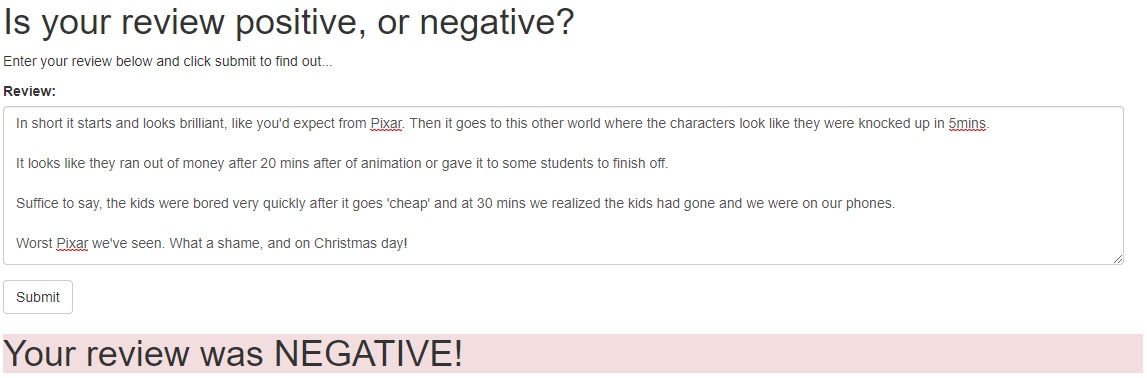 Is your review positive, or negative?
Enter your review below and click submit to find out...
Review:
In short it starts and looks brilliant, like you'd expect from Pixar. Then it goes to this other world where the characters look like they were knocked up in 5mins.
It looks like they ran out of money after 20 mins after of animation or gave it to some students to finish off.
Suffice to say, the kids were bored very quickly after it goes 'cheap' and at 30 mins we realized the kids had gone and we were on our phones.
Worst Pixar we've seen. What a shame, and on Christmas day!
Submit
Your review was NEGATIVE!